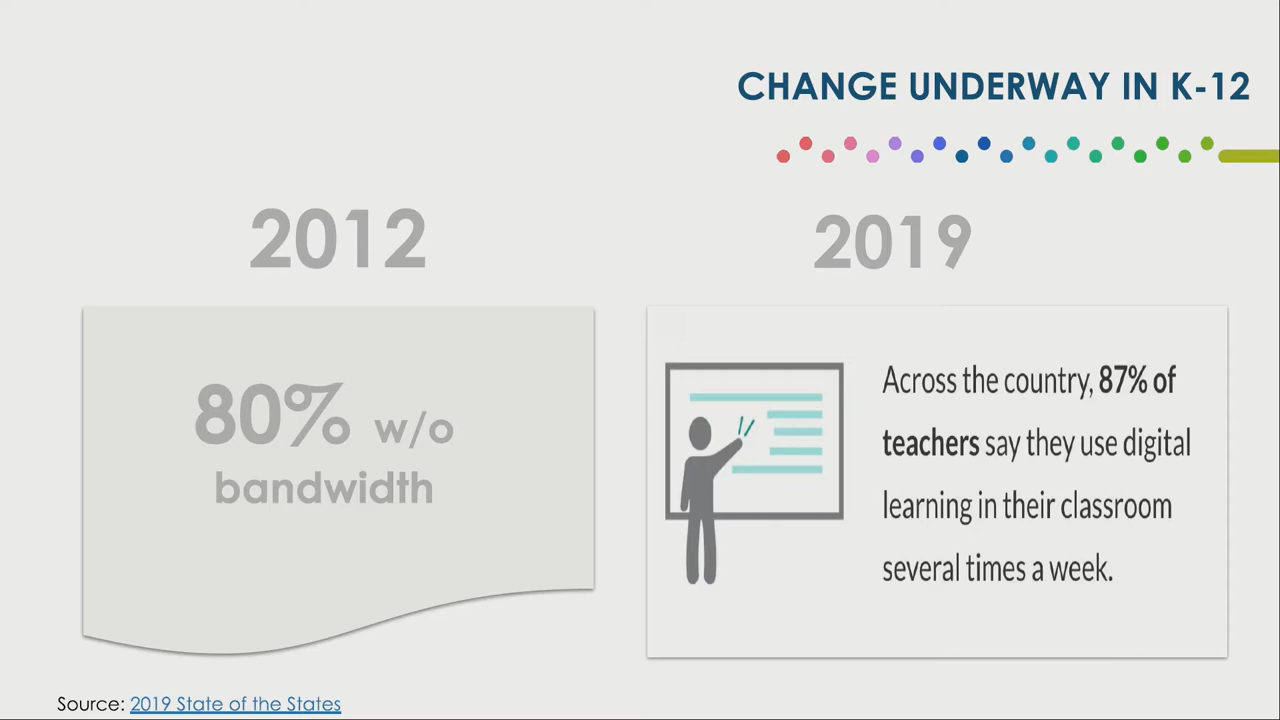 CHANGE UNDERWAY IN K-12
2012
80% w/o
bandwidth
2019
Across the country, 87% of
teachers say they use digital
learning in their classroom
several times a week.
Source: 2019 State of the States